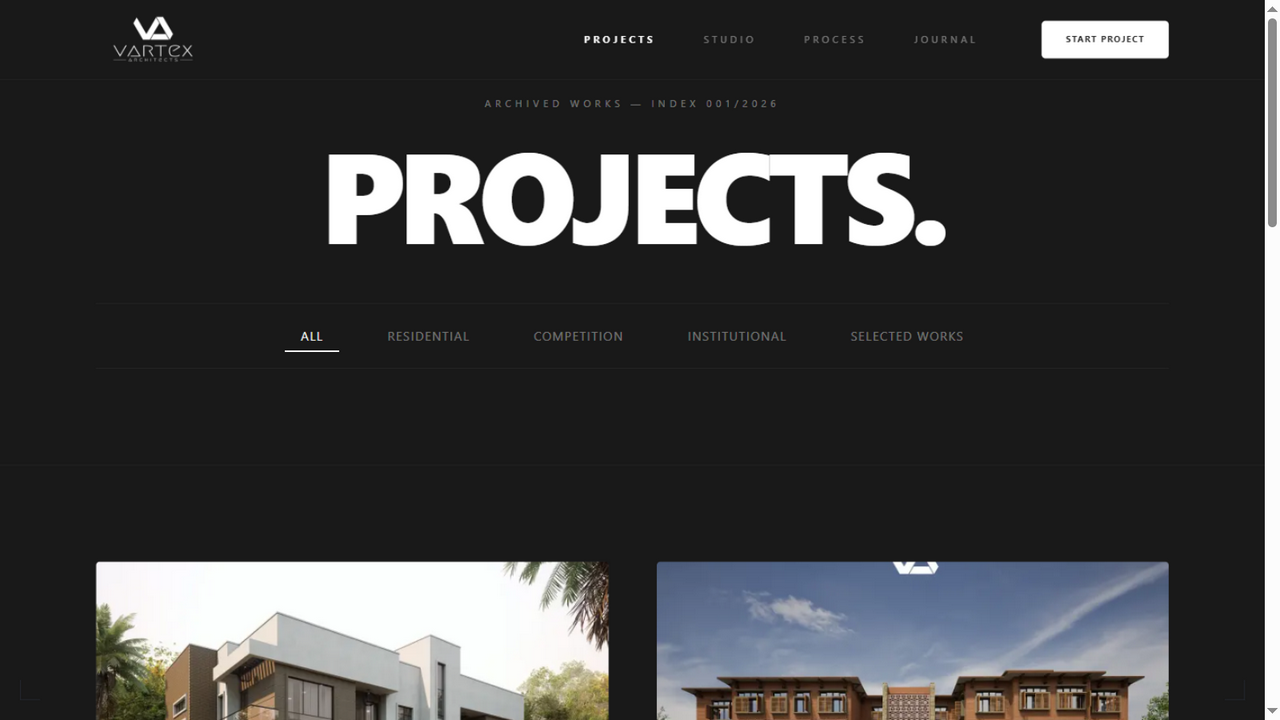 VARTEX
ARCHITECTS
PROJECTS
STUDIO
PROCESS
JOURNAL
START PROJECT
ARCHIVED WORKS — INDEX 001/2026
PROJECTS.
ALL
RESIDENTIAL
COMPETITION
INSTITUTIONAL
SELECTED WORKS